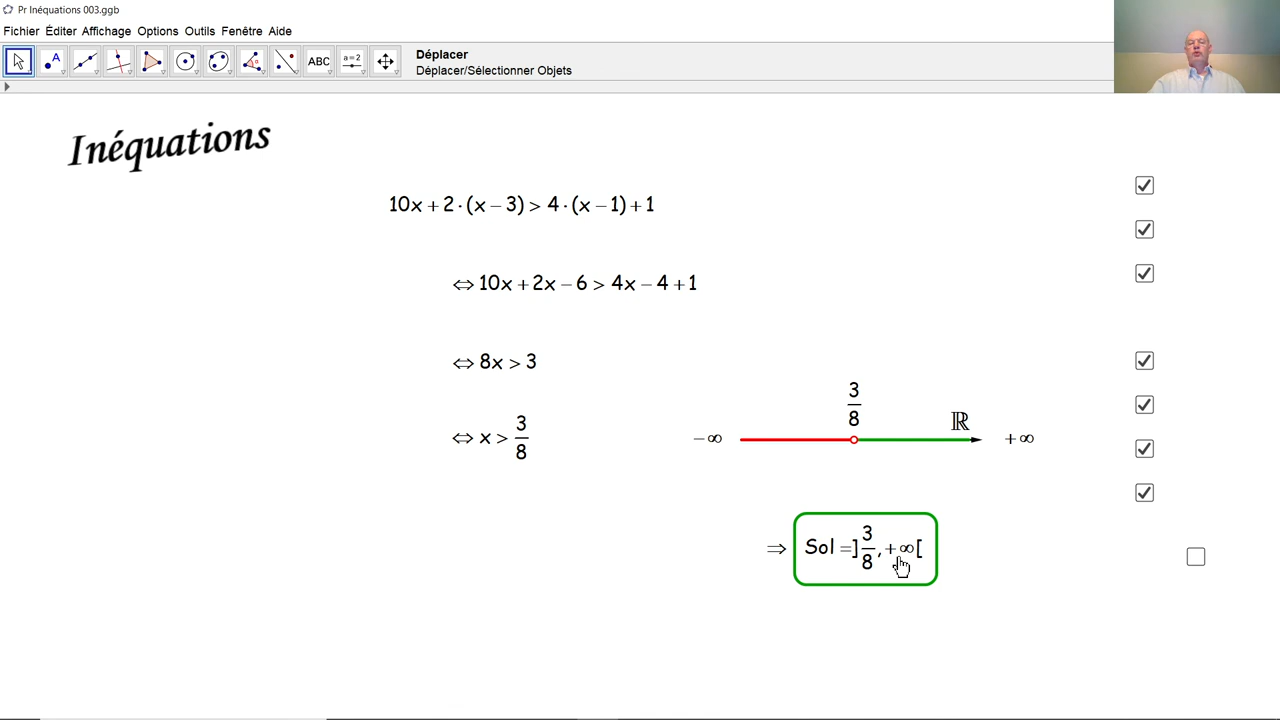 Pr Inéquations 003.ggb
Fichier Éditer Affichage Options Outils Fenêtre Aide
A
ABC
a=2
Déplacer
Déplacer/Sélectionner Objets
Inéquations
10x + 2 · (x − 3) > 4 · (x − 1) + 1
⇔ 10x + 2x − 6 > 4x − 4 + 1
⇔ 8x > 3
⇔ x > 3/8
3/8
ℝ
−∞
+∞
⇒ Sol = ]3/8, +∞[